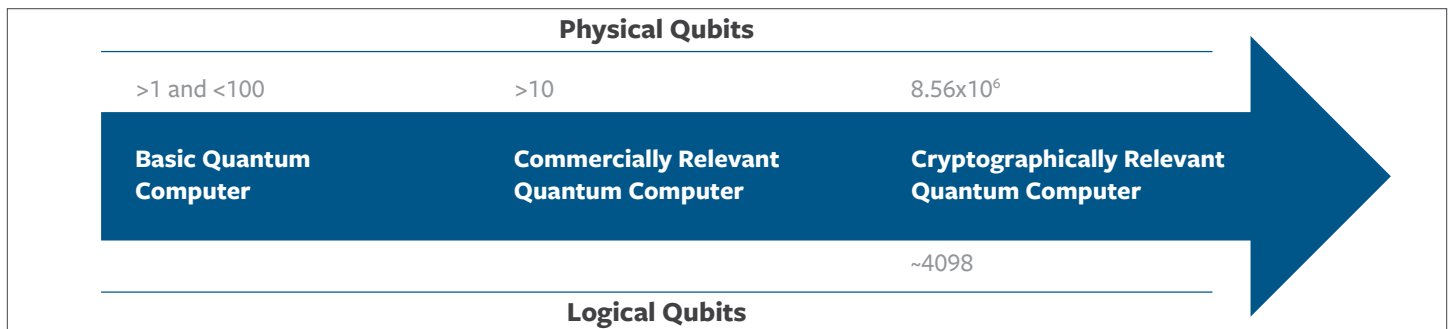 Physical Qubits
>1 and <100 >10 8.56x10⁶
Basic Quantum Commercially Relevant Cryptographically Relevant
Computer Quantum Computer Quantum Computer
~4098
Logical Qubits